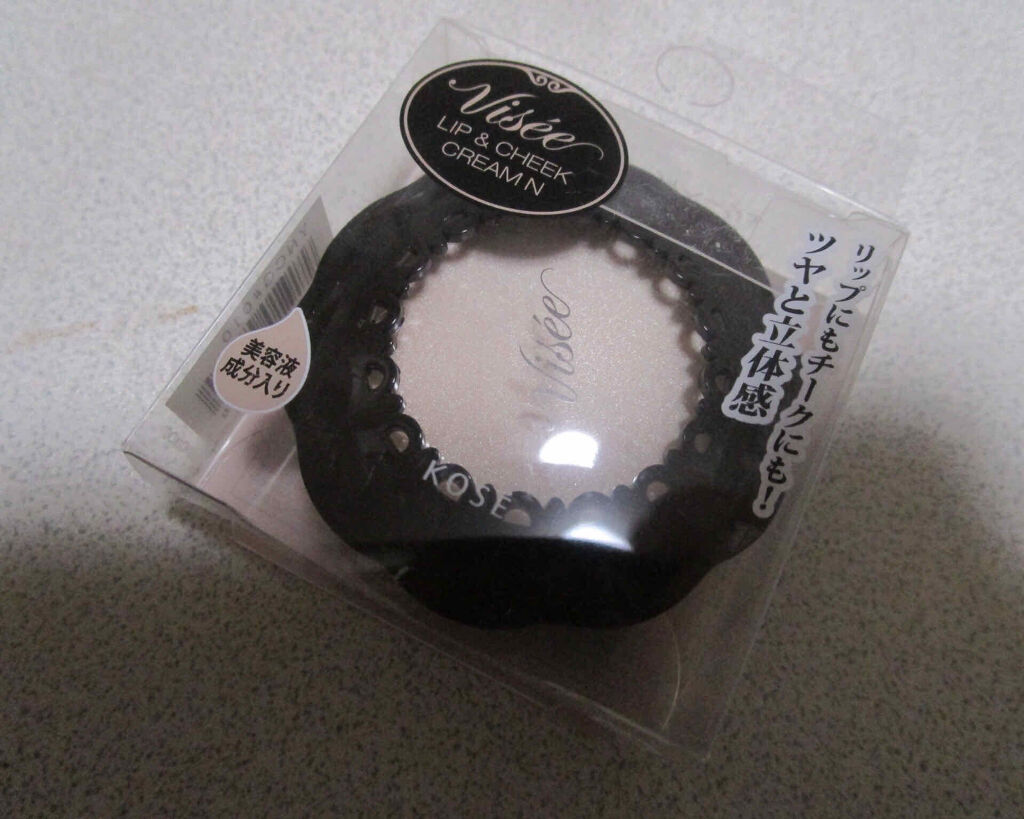 Visée
LIP & CHEEK
CREAM N
リップにもチークにも!
ツヤと立体感
Visée
美容液
成分入り
KOSÉ